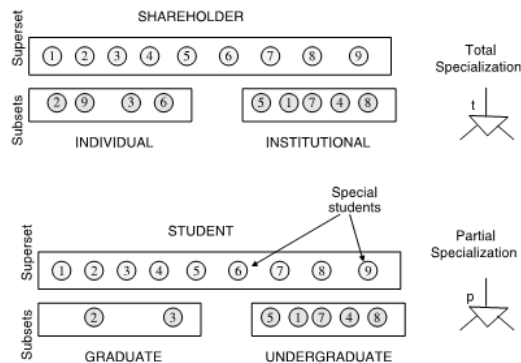 SHAREHOLDER
Superset
1 2 3 4 5 6 7 8 9
Total
Specialization
t
Subsets
2 9 3 6
5 1 7 4 8
INDIVIDUAL
INSTITUTIONAL
Special
students
STUDENT
Superset
1 2 3 4 5 6 7 8 9
Partial
Specialization
p
Subsets
2 3
5 1 7 4 8
GRADUATE
UNDERGRADUATE